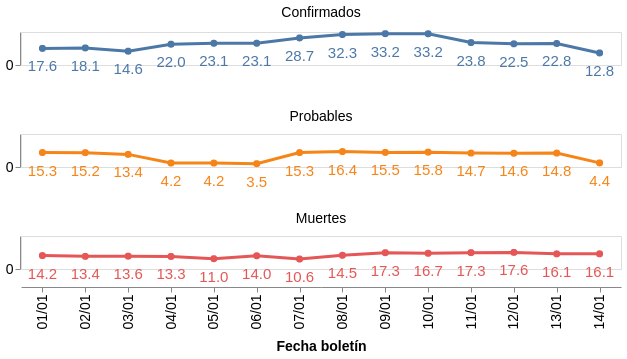 Confirmados
0
17.6 18.1 14.6 22.0 23.1 23.1 28.7 32.3 33.2 33.2 23.8 22.5 22.8 12.8
Probables
0
15.3 15.2 13.4 4.2 4.2 3.5 15.3 16.4 15.5 15.8 14.7 14.6 14.8 4.4
Muertes
0
14.2 13.4 13.6 13.3 11.0 14.0 10.6 14.5 17.3 16.7 17.3 17.6 16.1 16.1
01/01 02/01 03/01 04/01 05/01 06/01 07/01 08/01 09/01 10/01 11/01 12/01 13/01 14/01
Fecha boletín